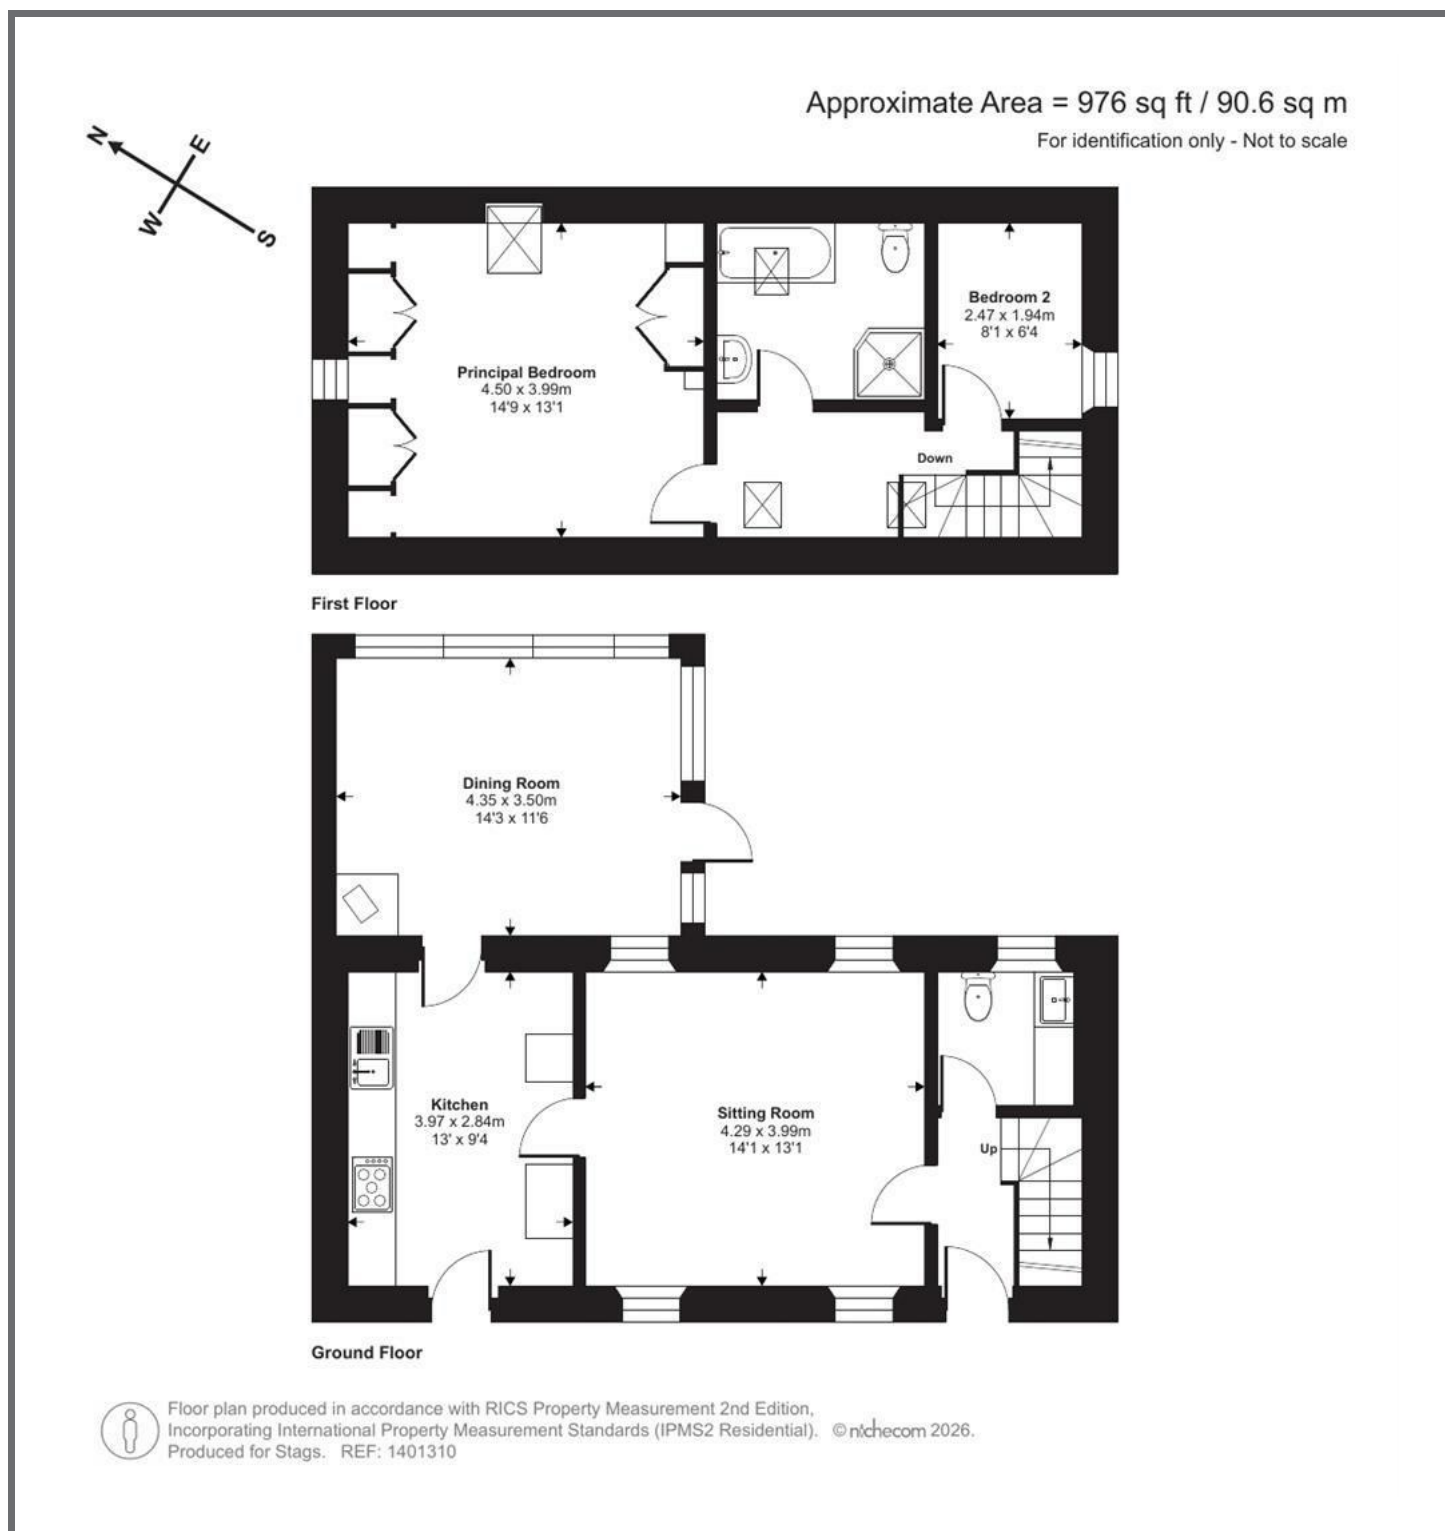 Approximate Area = 976 sq ft / 90.6 sq m
For identification only - Not to scale
N
E
W
S
Principal Bedroom
4.50 x 3.99m
14'9 x 13'1
Bedroom 2
2.47 x 1.94m
8'1 x 6'4
Down
First Floor
Dining Room
4.35 x 3.50m
14'3 x 11'6
Kitchen
3.97 x 2.84m
13' x 9'4
Sitting Room
4.29 x 3.99m
14'1 x 13'1
Up
Ground Floor
Floor plan produced in accordance with RICS Property Measurement 2nd Edition,
Incorporating International Property Measurement Standards (IPMS2 Residential). © nichecom 2026.
Produced for Stags. REF: 1401310